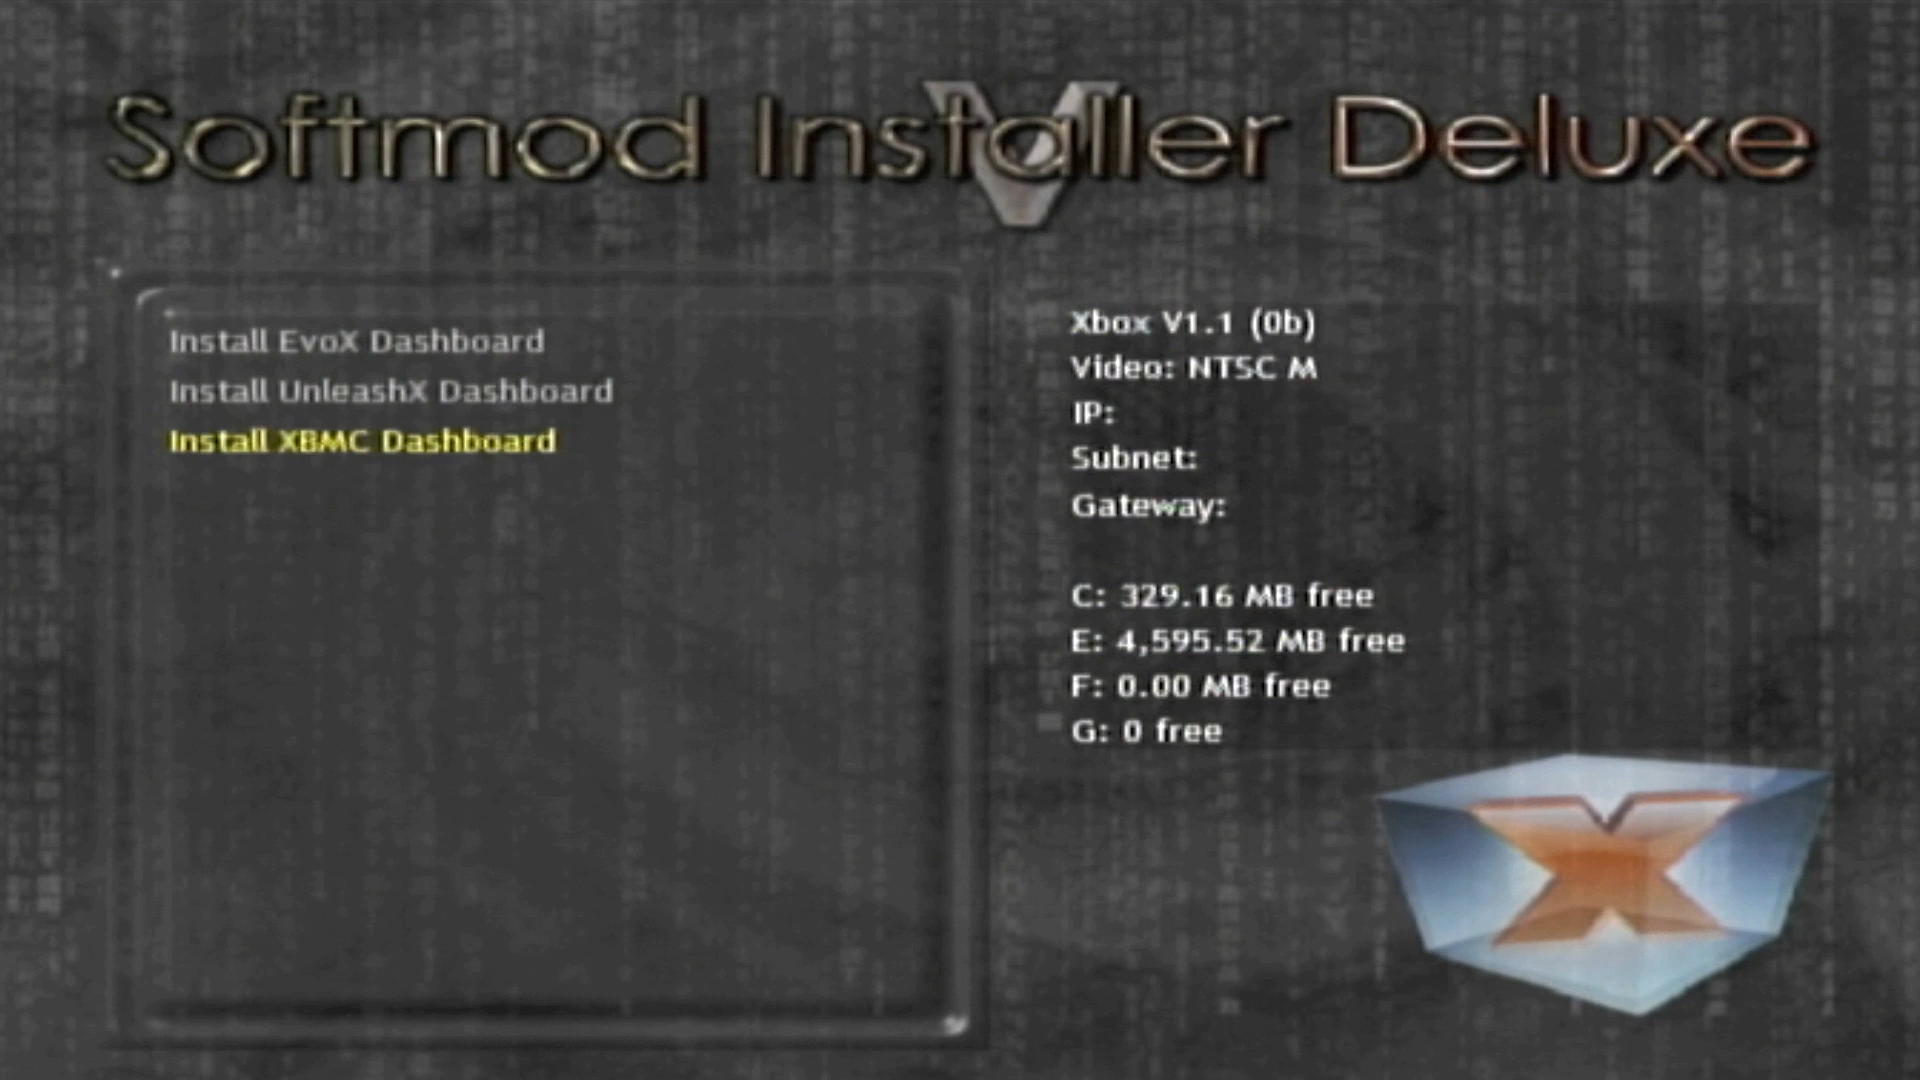 Softmod Installer Deluxe
V
Install EvoX Dashboard
Install UnleashX Dashboard
Install XBMC Dashboard
Xbox V1.1 (0b)
Video: NTSC M
IP:
Subnet:
Gateway:
C: 329.16 MB free
E: 4,595.52 MB free
F: 0.00 MB free
G: 0 free
X